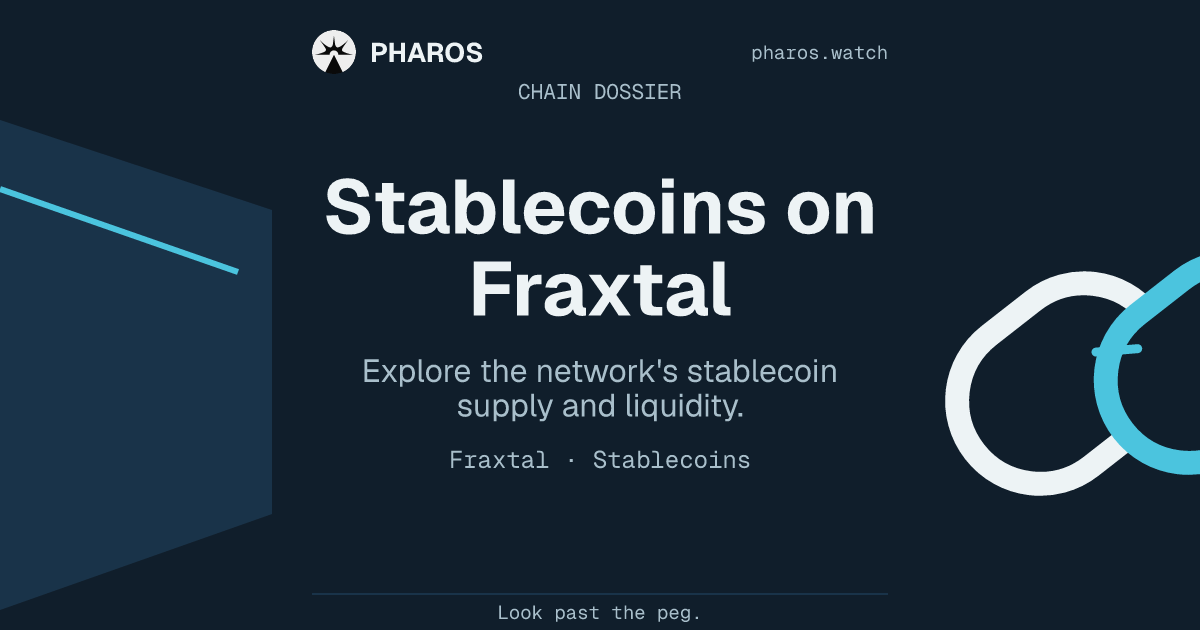 PHAROS
pharos.watch
CHAIN DOSSIER
Stablecoins on
Fraxtal
Explore the network's stablecoin
supply and liquidity.
Fraxtal · Stablecoins
Look past the peg.